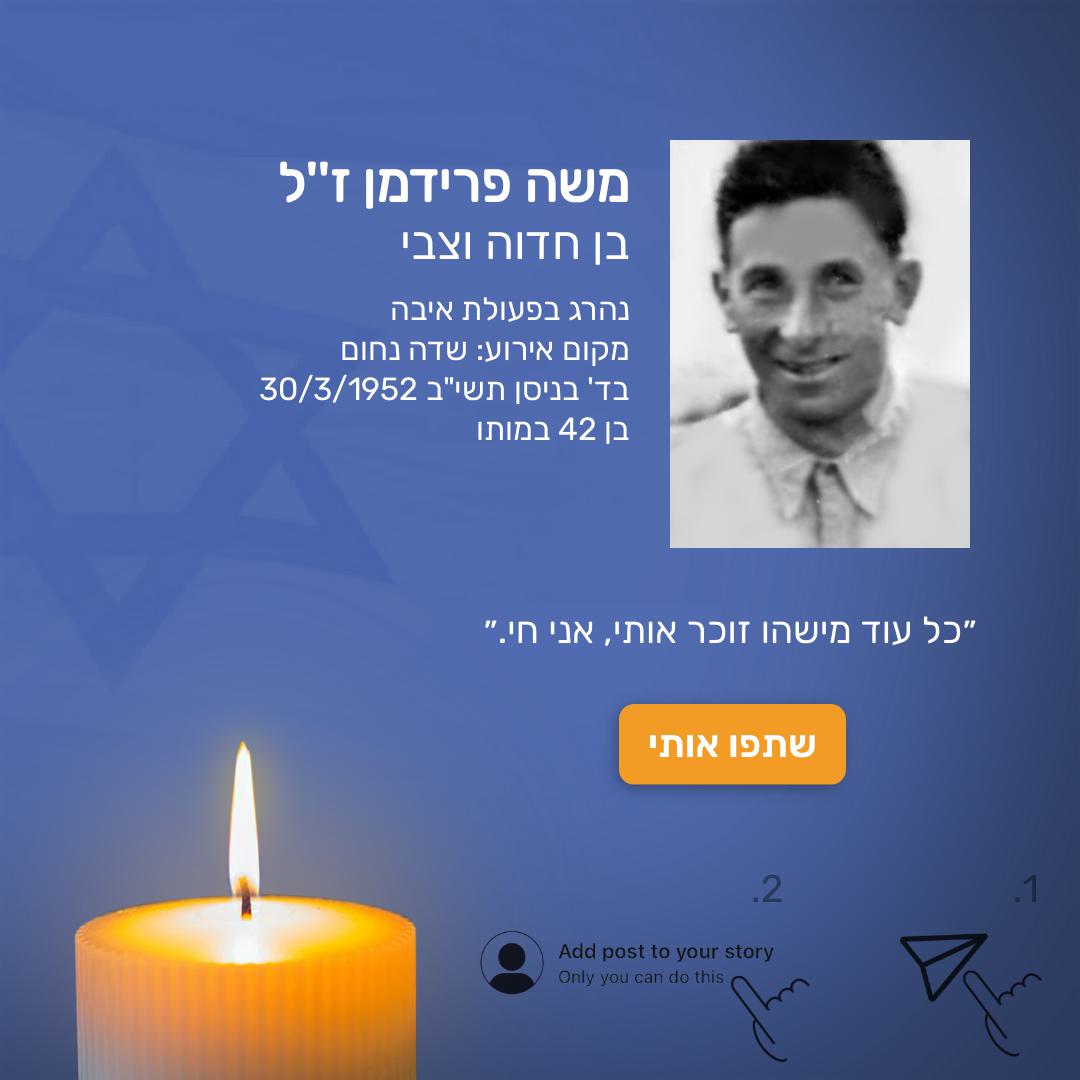 משה פרידמן ז"ל
בן חדוה וצבי
נהרג בפעולת איבה
מקום אירוע: שדה נחום
בד' בניסן תשי"ב 30/3/1952
בן 42 במותו
״כל עוד מישהו זוכר אותי, אני חי.״
שתפו אותי
.1
.2
Add post to your story
Only you can do this